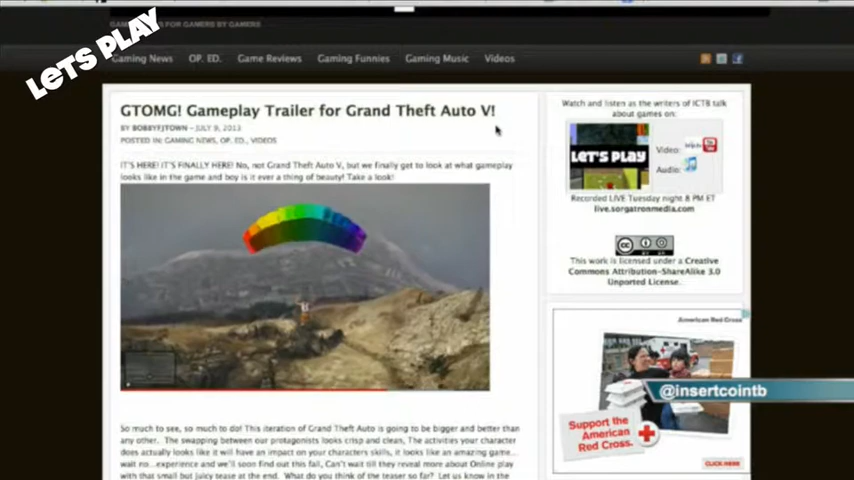 LETS PLAY
FOR GAMERS BY GAMERS
Gaming News OP. ED. Game Reviews Gaming Funnies Gaming Music Videos
GTOMG! Gameplay Trailer for Grand Theft Auto V!
BY BOBBYFJTOWN – JULY 9, 2013
POSTED IN: GAMING NEWS, OP. ED., VIDEOS
IT'S HERE! IT'S FINALLY HERE! No, not Grand Theft Auto V, but we finally get to look at what gameplay
looks like in the game and boy is it ever a thing of beauty! Take a look!
So much to see, so much to do! This iteration of Grand Theft Auto is going to be bigger and better than
any other. The swapping between our protagonists looks crisp and clean, The activities your character
does actually looks like it will have an impact on your characters skills, it looks like an amazing game...
wait no...experience and we'll soon find out this fall, Can't wait till they reveal more about Online play
with that small but juicy tease at the end. What do you think of the teaser so far? Let us know in the
Watch and listen as the writers of ICTB talk
about games on:
LET'S PLAY
Video:
You Tube
Audio:
Recorded LIVE Tuesday night 8 PM ET
live.sorgatronmedia.com
cc
This work is licensed under a Creative
Commons Attribution-ShareAlike 3.0
Unported License.
American Red Cross
@insertcointb
Support the
American
Red Cross.
CLICK HERE